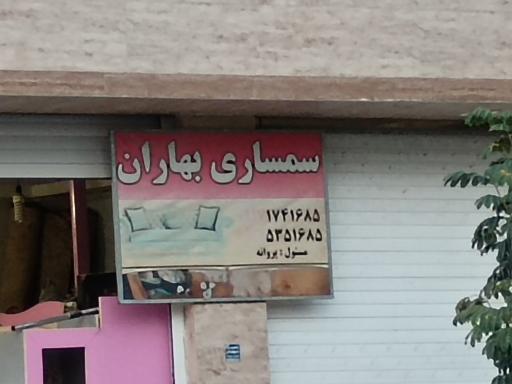 سمساری بهاران
۱۷۴۱۶۸۵
۵۳۵۱۶۸۵
مسئول : پروانه